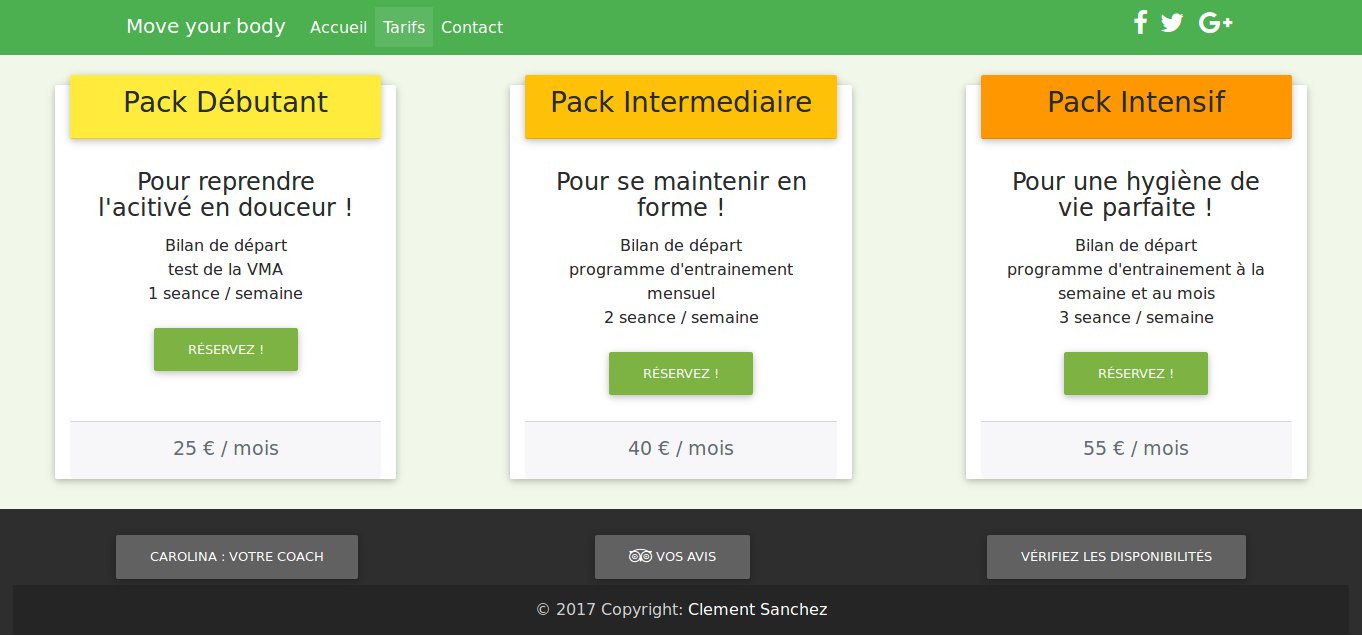 Move your body Accueil Tarifs Contact
Pack Débutant
Pour reprendre
l'acitivé en douceur !
Bilan de départ
test de la VMA
1 seance / semaine
RÉSERVEZ !
25 € / mois
Pack Intermediaire
Pour se maintenir en
forme !
Bilan de départ
programme d'entrainement
mensuel
2 seance / semaine
RÉSERVEZ !
40 € / mois
Pack Intensif
Pour une hygiène de
vie parfaite !
Bilan de départ
programme d'entrainement à la
semaine et au mois
3 seance / semaine
RÉSERVEZ !
55 € / mois
CAROLINA : VOTRE COACH
VOS AVIS
VÉRIFIEZ LES DISPONIBILITÉS
© 2017 Copyright: Clement Sanchez